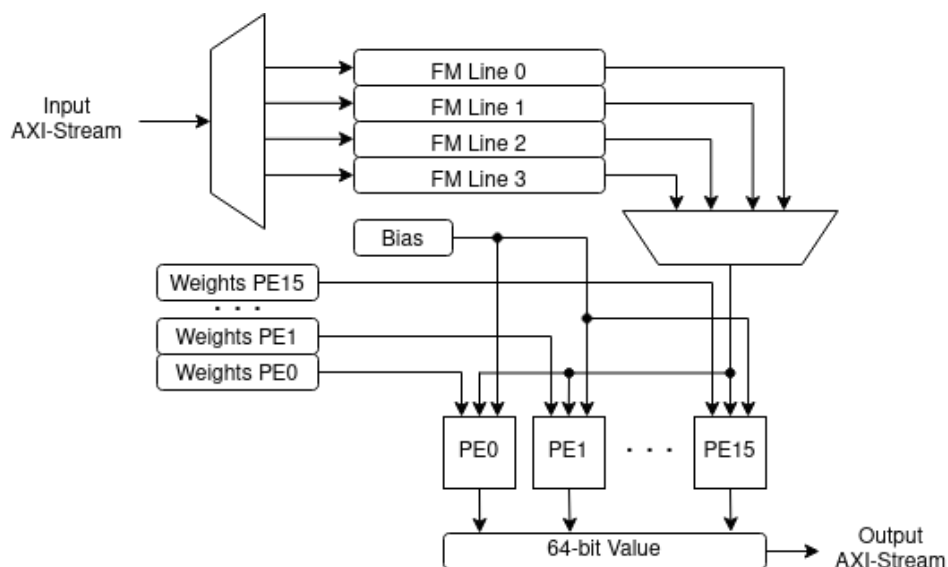 Input
AXI-Stream
FM Line 0
FM Line 1
FM Line 2
FM Line 3
Bias
Weights PE15
. . .
Weights PE1
Weights PE0
PE0
PE1
. . .
PE15
64-bit Value
Output
AXI-Stream